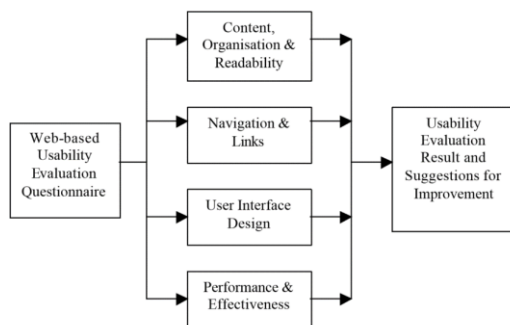 Web-based
Usability
Evaluation
Questionnaire
Content,
Organisation &
Readability
Navigation &
Links
User Interface
Design
Performance &
Effectiveness
Usability
Evaluation
Result and
Suggestions for
Improvement